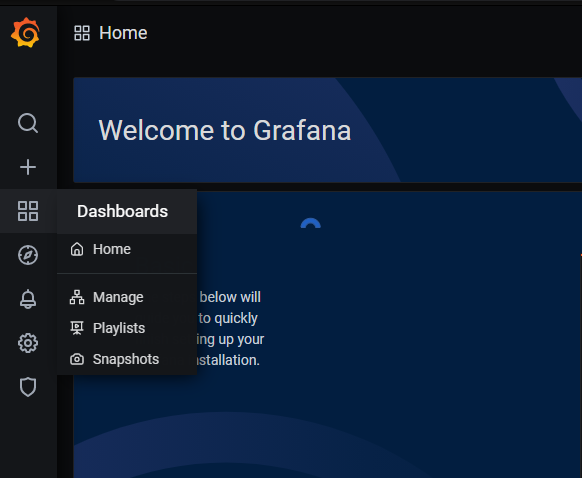 Home
Welcome to Grafana
Dashboards
Home
Manage
below will
Playlists
to quickly
ing up your
Snapshots
nstallation.